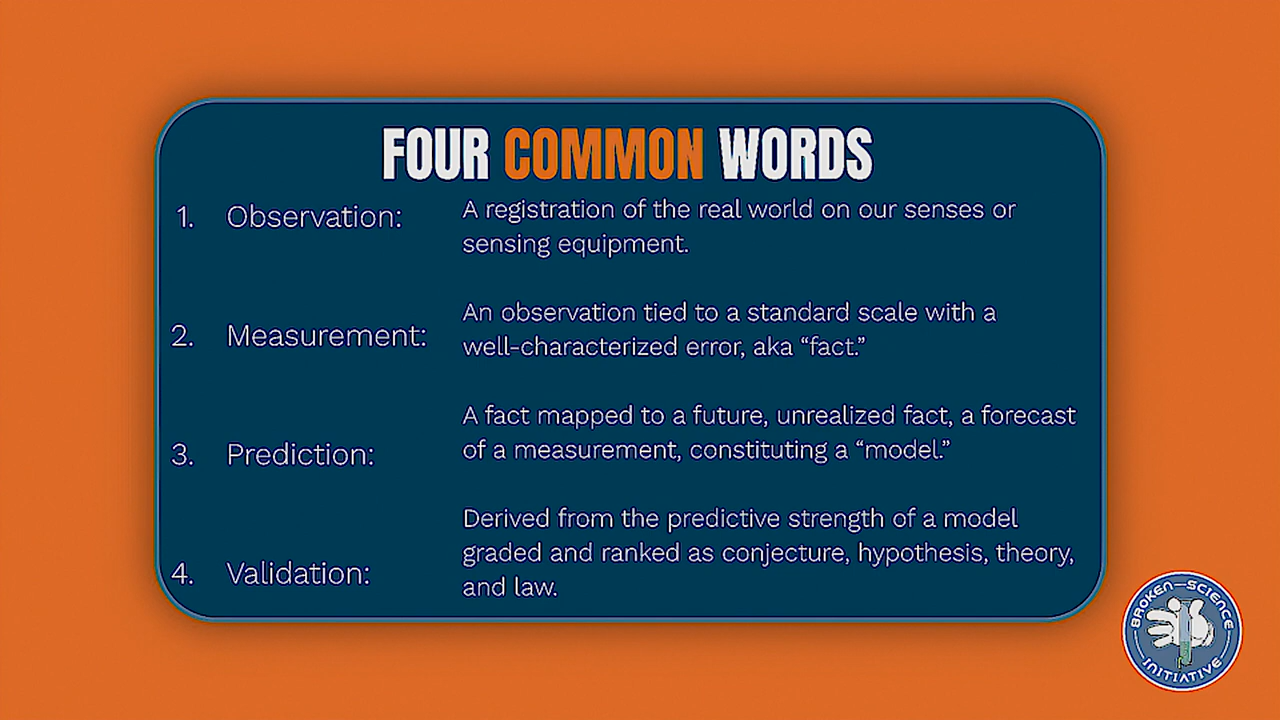 FOUR COMMON WORDS
1. Observation: A registration of the real world on our senses or
sensing equipment.
2. Measurement: An observation tied to a standard scale with a
well-characterized error, aka “fact.”
3. Prediction: A fact mapped to a future, unrealized fact, a forecast
of a measurement, constituting a “model.”
4. Validation: Derived from the predictive strength of a model
graded and ranked as conjecture, hypothesis, theory,
and law.
BROKEN—SCIENCE
INITIATIVE